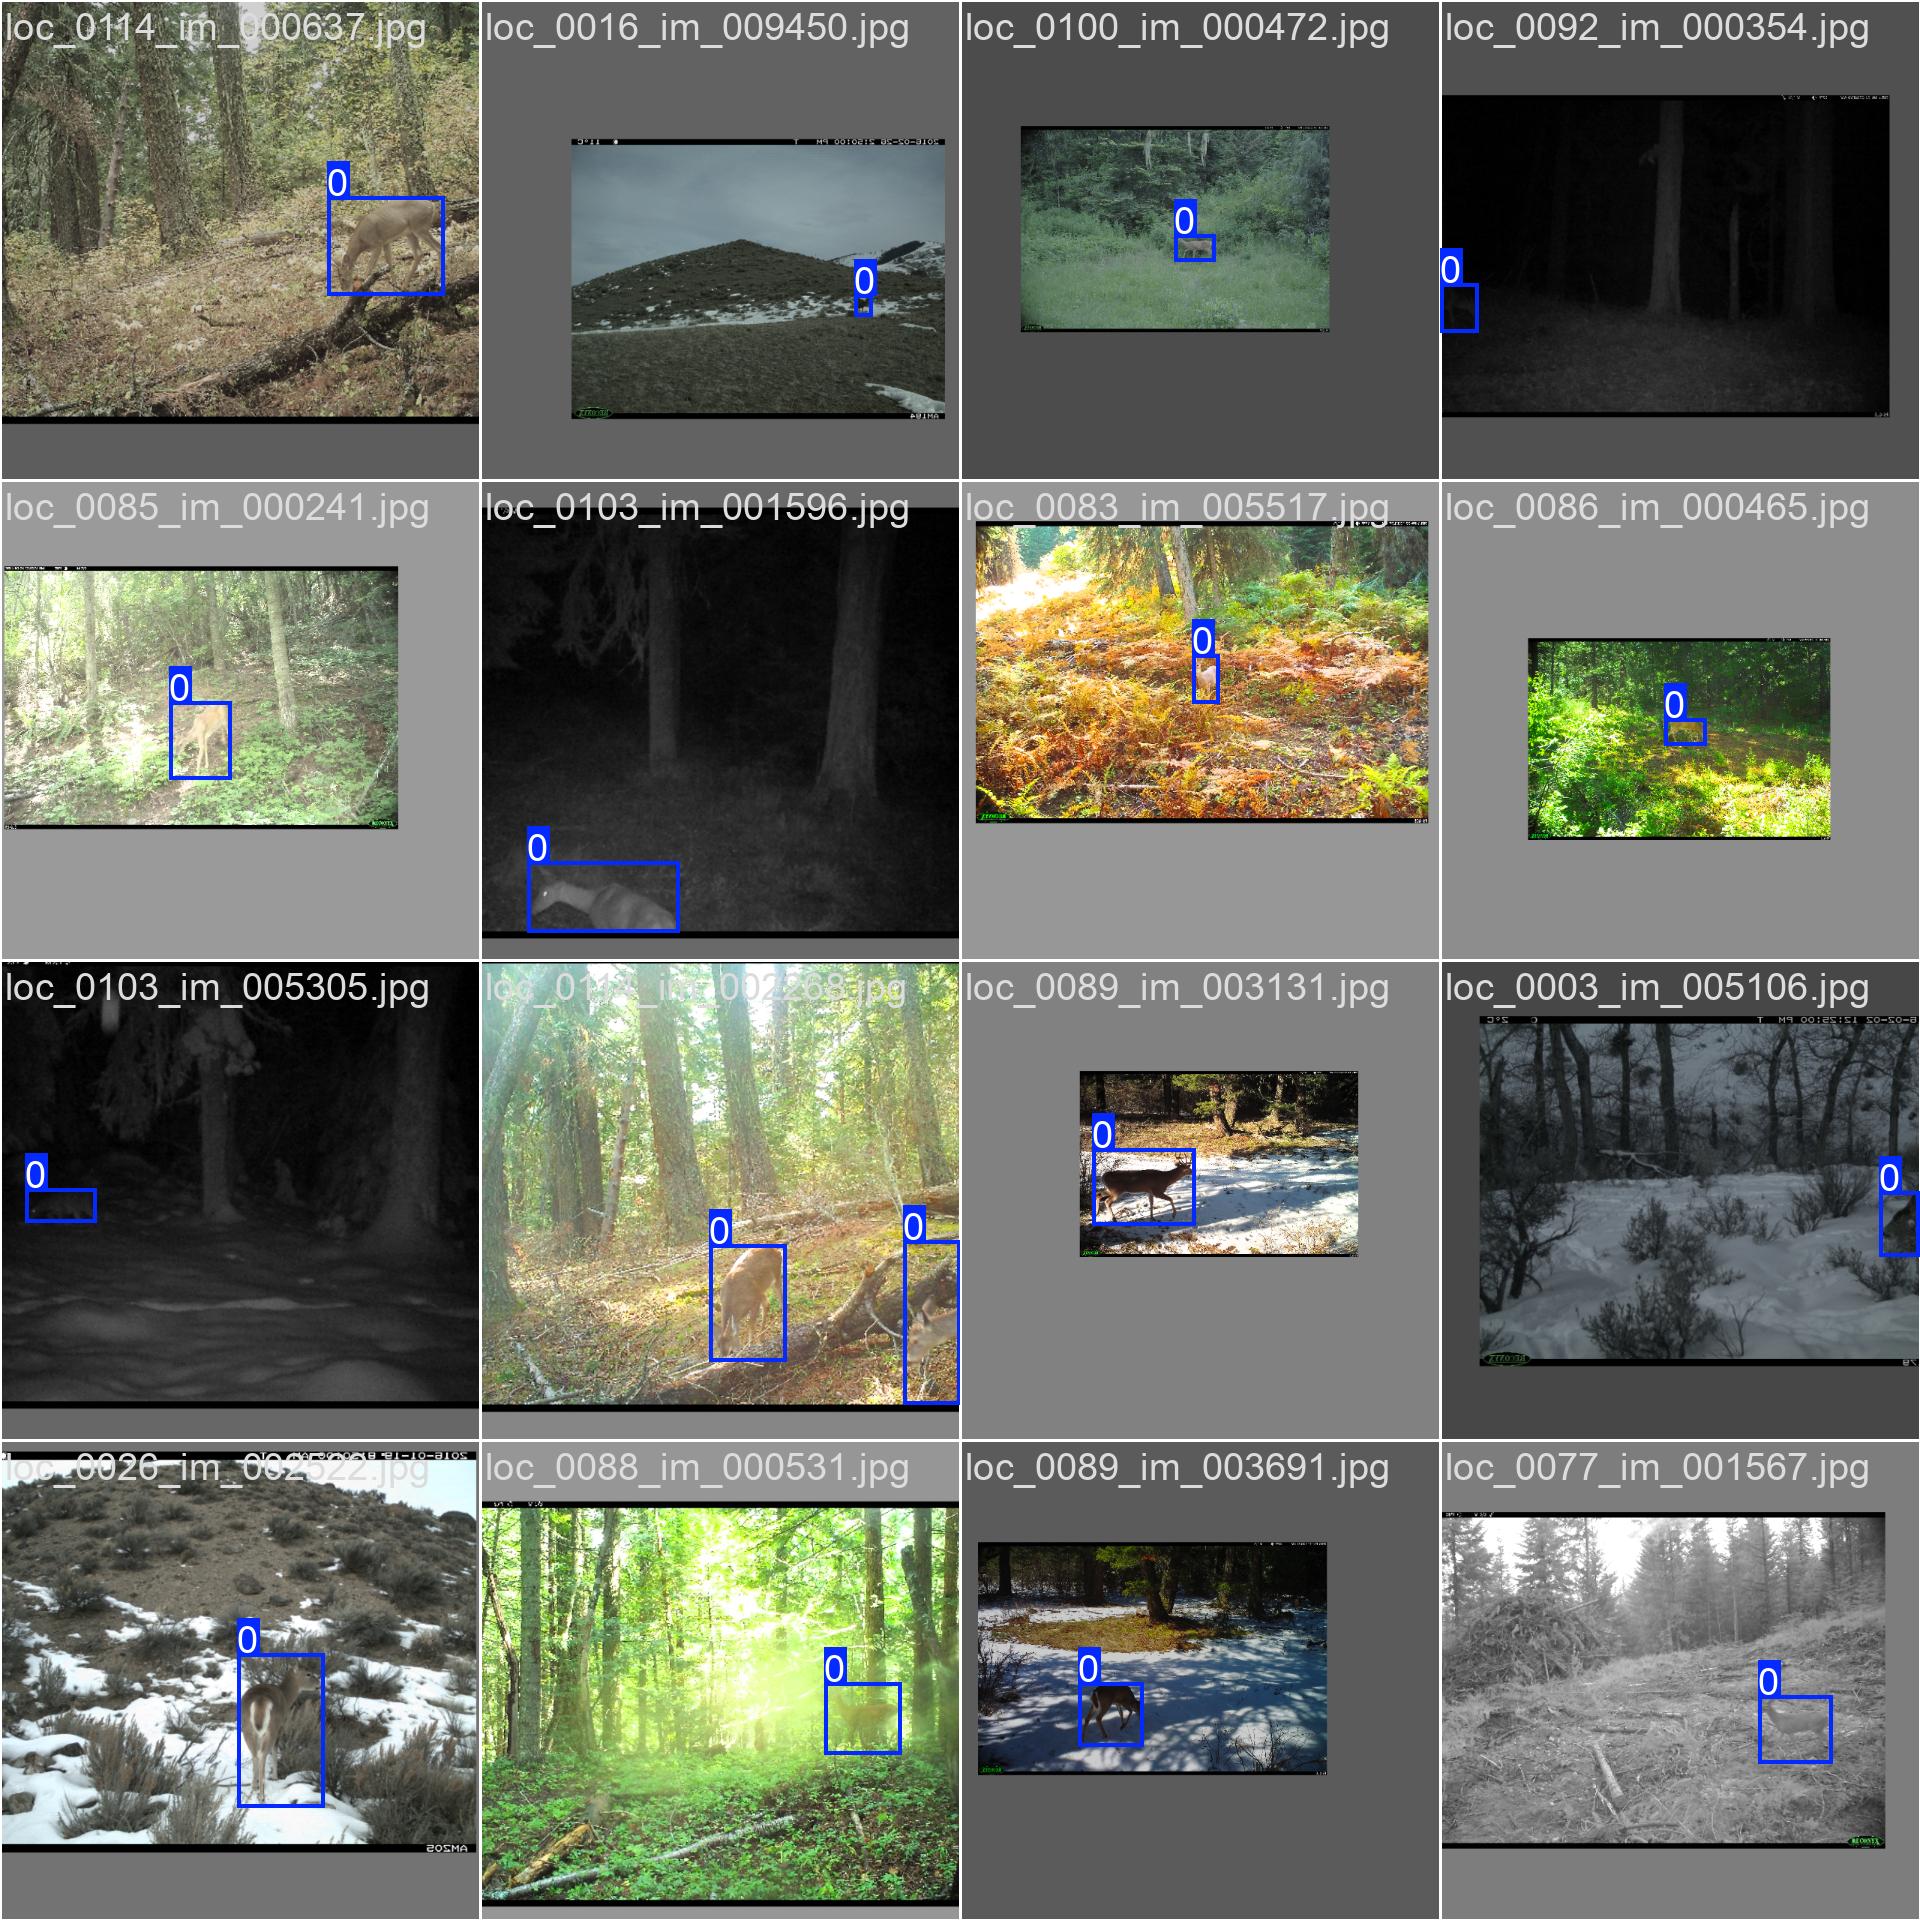 loc_0114_im_000637.jpg
loc_0016_im_009450.jpg
loc_0100_im_000472.jpg
loc_0092_im_000354.jpg
0
0
0
0
loc_0085_im_000241.jpg
loc_0103_im_001596.jpg
loc_0083_im_005517.jpg
loc_0086_im_000465.jpg
0
0
0
0
loc_0103_im_005305.jpg
loc_0089_im_003131.jpg
loc_0003_im_005106.jpg
0
0
0
0
0
loc_0026_im_002522.jpg
loc_0088_im_000531.jpg
loc_0089_im_003691.jpg
loc_0077_im_001567.jpg
0
0
0
0